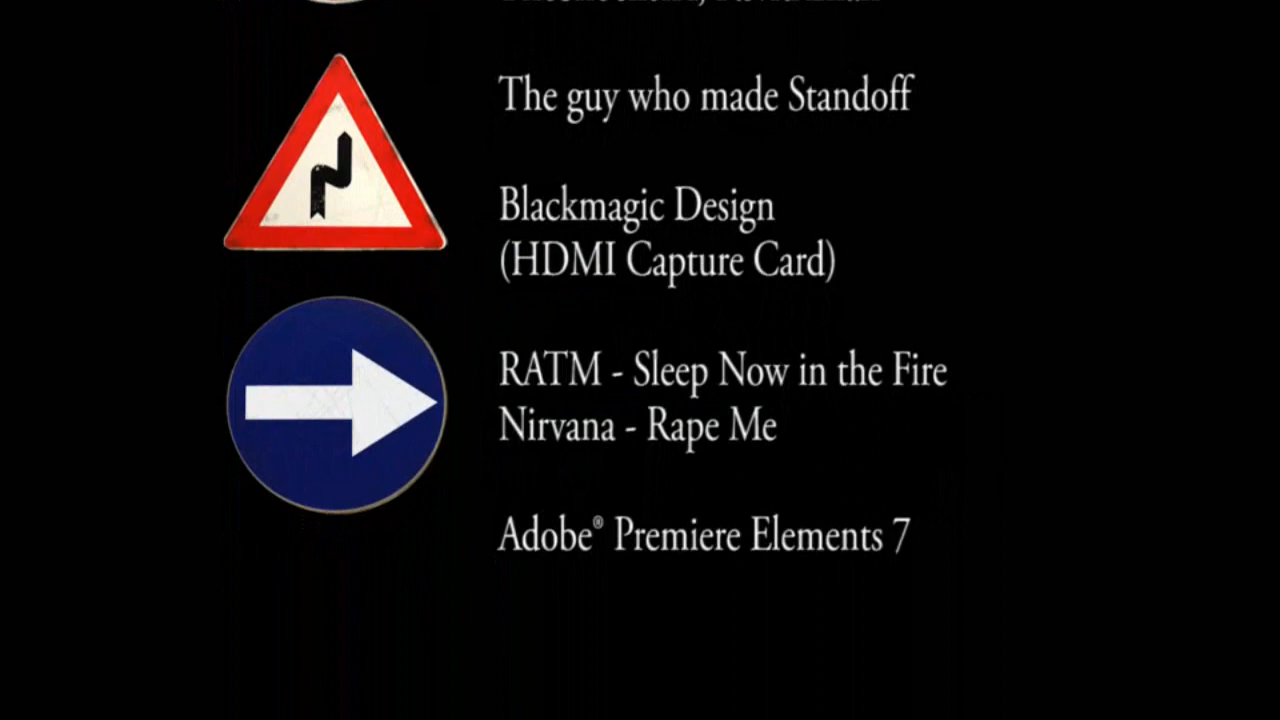 The guy who made Standoff
Blackmagic Design
(HDMI Capture Card)
RATM - Sleep Now in the Fire
Nirvana - Rape Me
Adobe® Premiere Elements 7